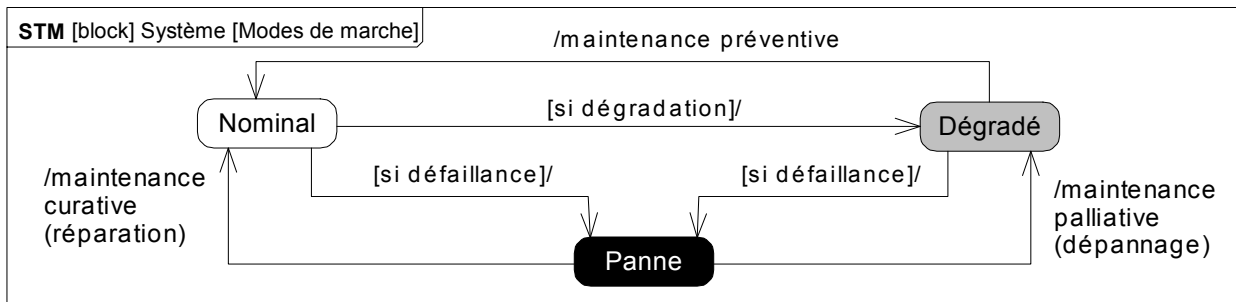 STM [block] Système [Modes de marche]
/maintenance préventive
Nominal
[si dégradation]/
Dégradé
[si défaillance]/
[si défaillance]/
/maintenance
curative
(réparation)
/maintenance
palliative
(dépannage)
Panne